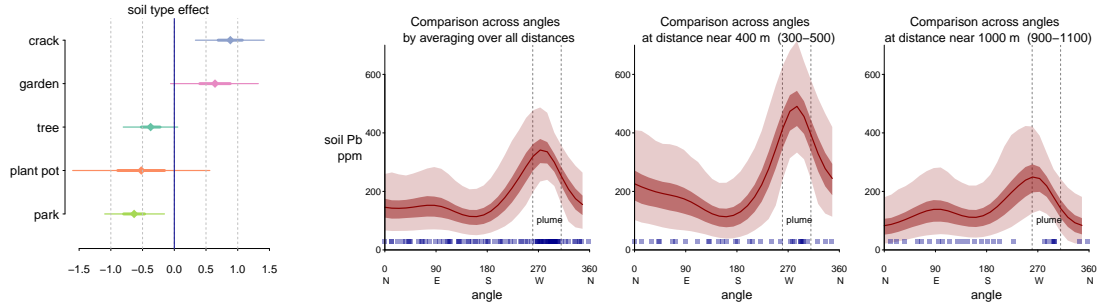 soil type effect
crack
garden
tree
plant pot
park
−1.5 −1.0 −0.5 0.0 0.5 1.0 1.5
Comparison across angles
by averaging over all distances
soil Pb
ppm
600
400
200
0
plume
0 90 180 270 360
N E S W N
angle
Comparison across angles
at distance near 400 m (300−500)
600
400
200
0
plume
0 90 180 270 360
N E S W N
angle
Comparison across angles
at distance near 1000 m (900−1100)
600
400
200
0
plume
0 90 180 270 360
N E S W N
angle